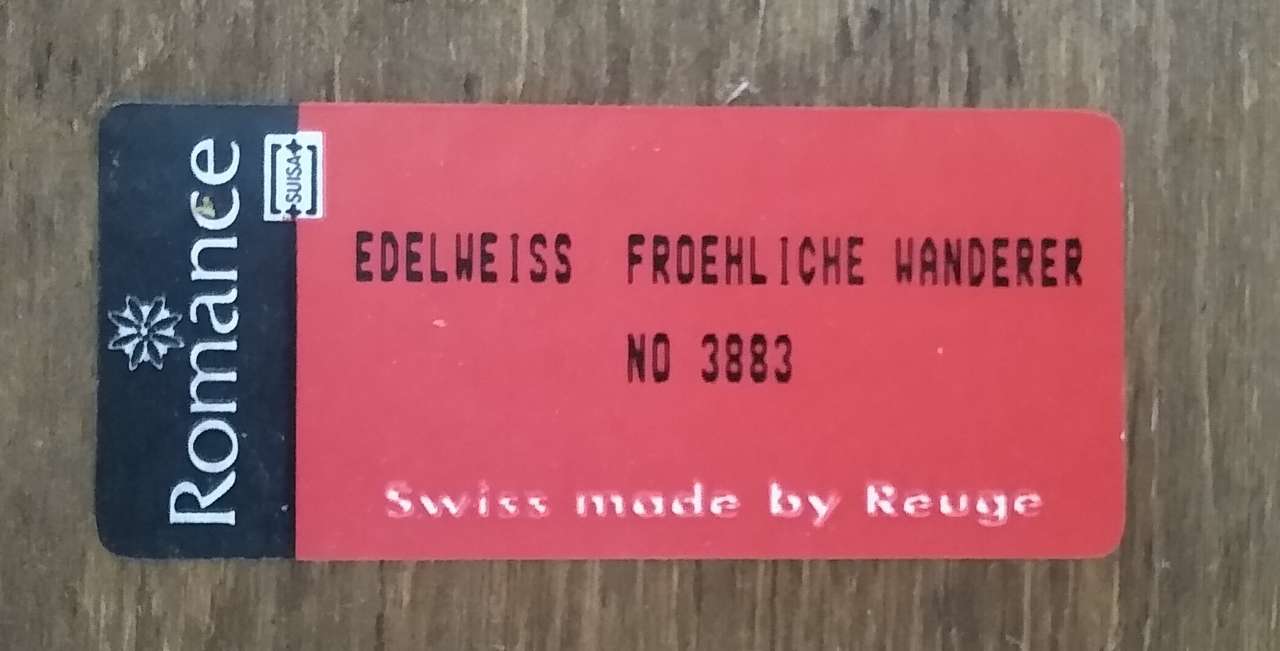 Romance
SUISA
EDELWEISS FROEHLICHE WANDERER
NO 3883
Swiss made by Reuge